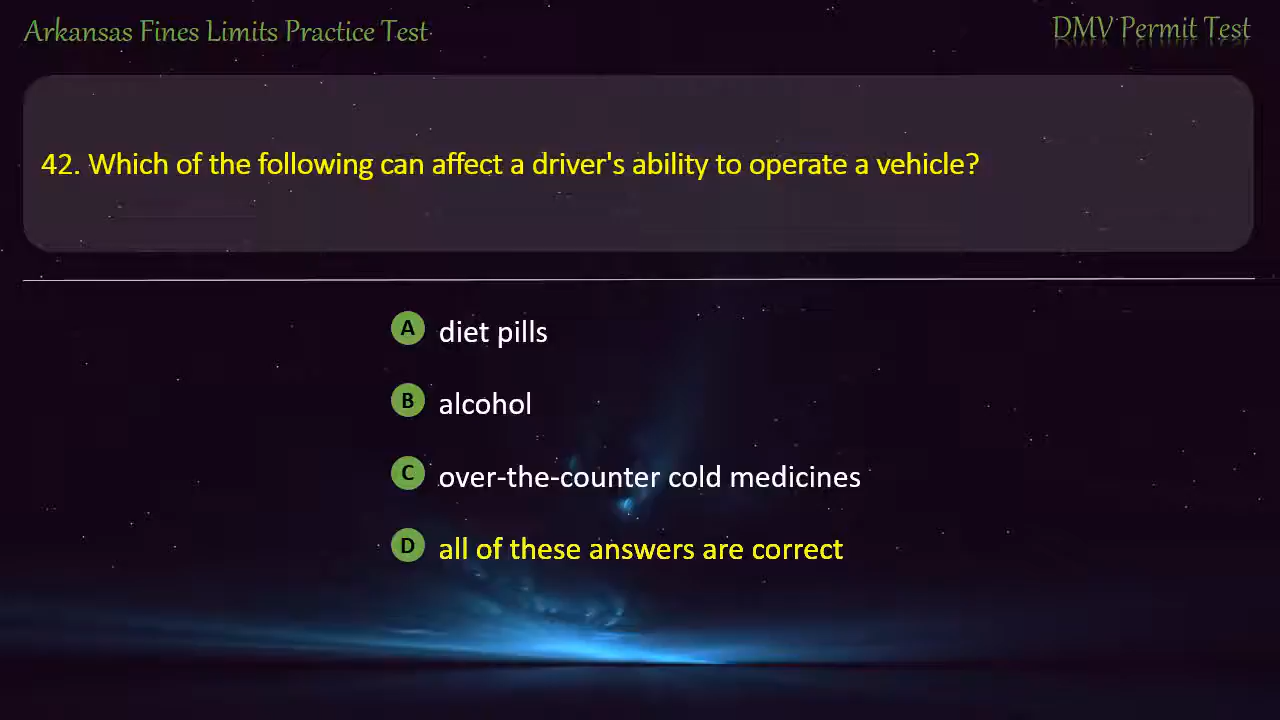 Arkansas Fines Limits Practice Test
DMV Permit Test
42. Which of the following can affect a driver's ability to operate a vehicle?
A diet pills
B alcohol
C over-the-counter cold medicines
D all of these answers are correct